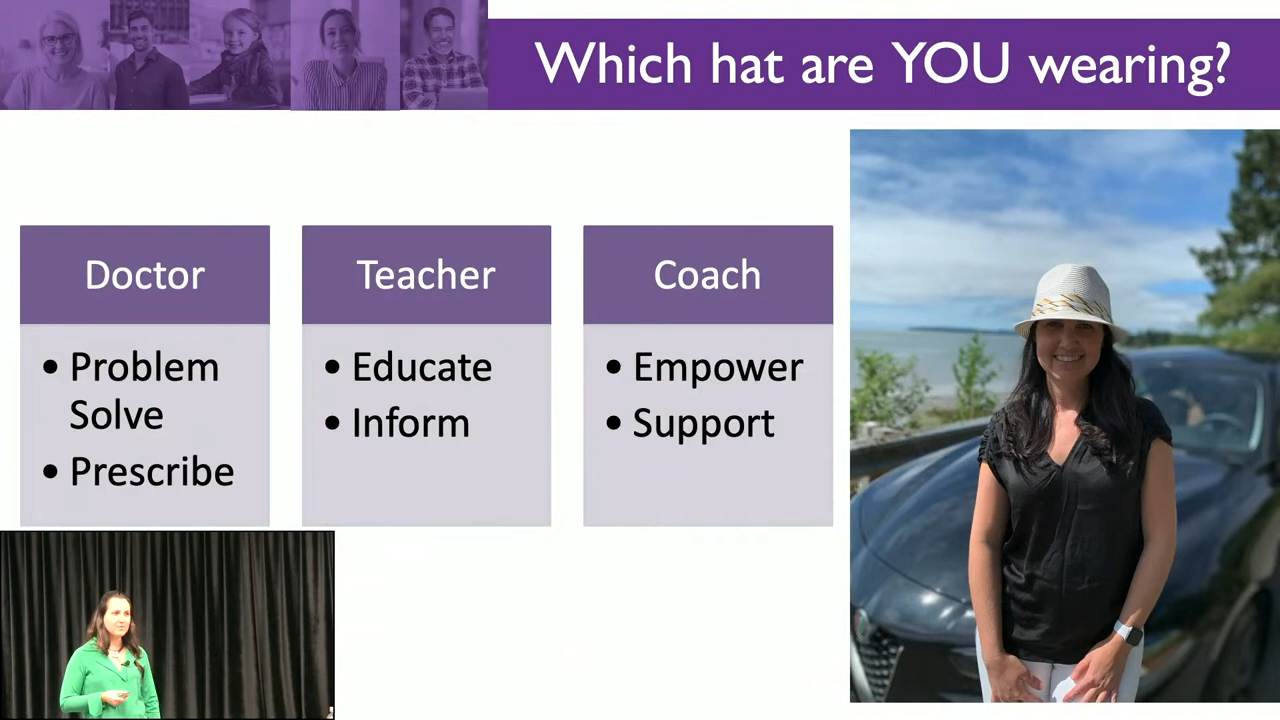 Which hat are YOU wearing?
Doctor
• Problem
Solve
• Prescribe
Teacher
• Educate
• Inform
Coach
• Empower
• Support